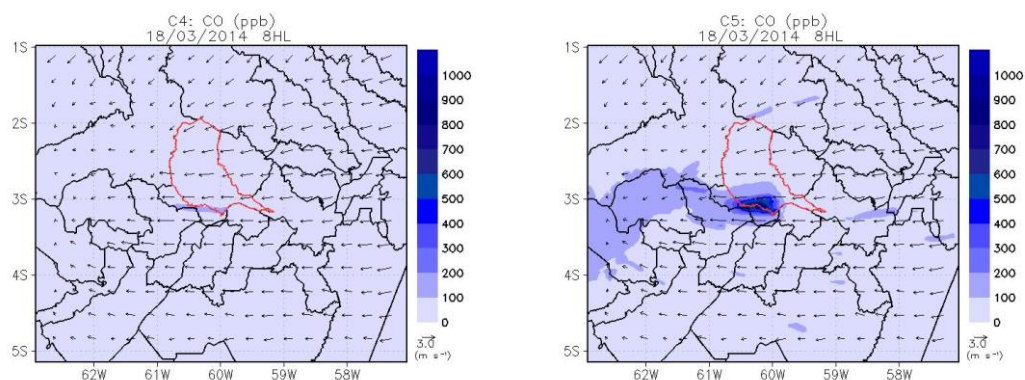 C4: CO (ppb)
18/03/2014 8HL
1S
2S
3S
4S
5S
62W 61W 60W 59W 58W
1000
900
800
700
600
500
400
300
200
100
0
3.0
(m s⁻¹)
C5: CO (ppb)
18/03/2014 8HL
1S
2S
3S
4S
5S
62W 61W 60W 59W 58W
1000
900
800
700
600
500
400
300
200
100
0
3.0
(m s⁻¹)